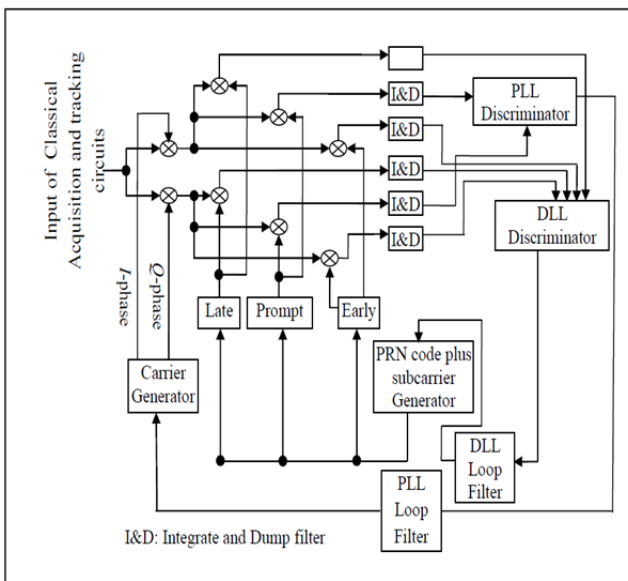 Input of Classical
Acquisition and tracking
circuits
I-phase
Q-phase
I&D
PLL
Discriminator
I&D
I&D
I&D
I&D
DLL
Discriminator
Late
Prompt
Early
Carrier
Generator
PRN code plus
subcarrier
Generator
DLL
Loop
Filter
PLL
Loop
Filter
I&D: Integrate and Dump filter